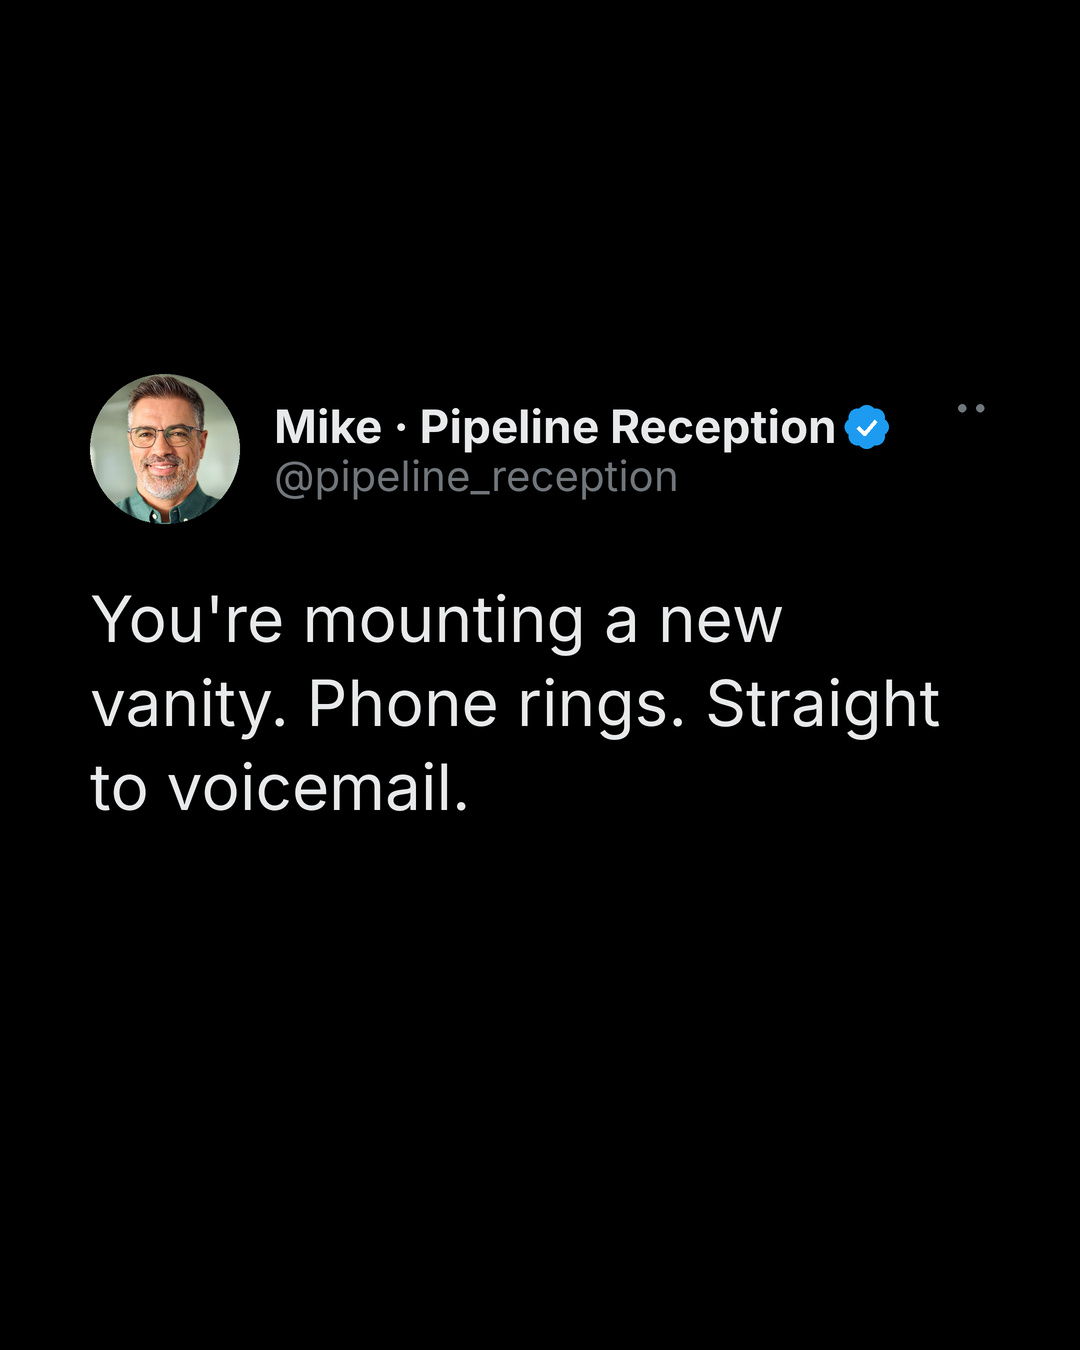 Mike · Pipeline Reception
@pipeline_reception
You're mounting a new
vanity. Phone rings. Straight
to voicemail.